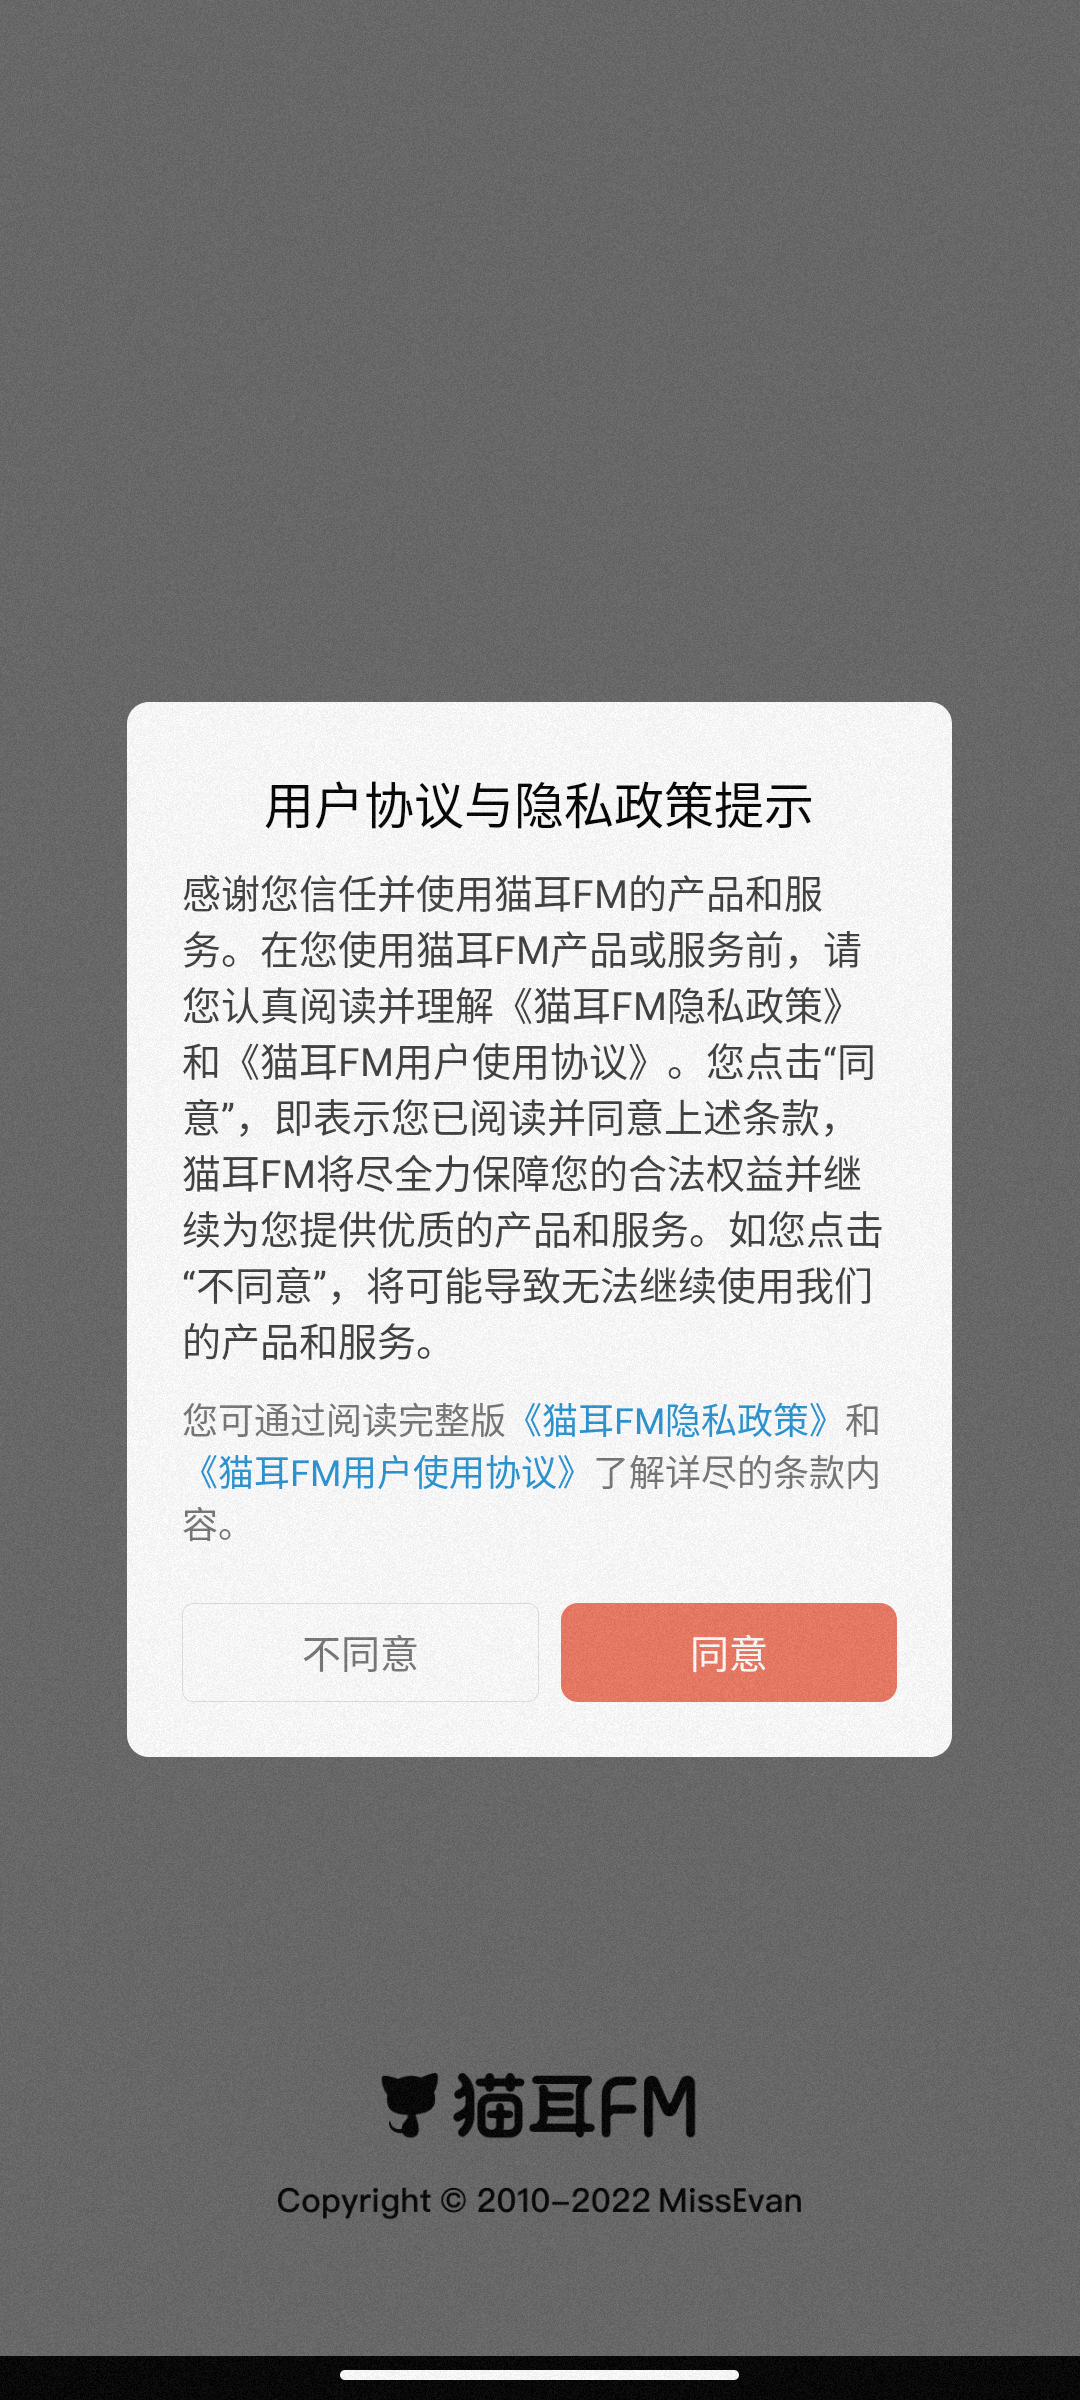 用户协议与隐私政策提示
感谢您信任并使用猫耳FM的产品和服
务。在您使用猫耳FM产品或服务前，请
您认真阅读并理解《猫耳FM隐私政策》
和《猫耳FM用户使用协议》。您点击“同
意”，即表示您已阅读并同意上述条款，
猫耳FM将尽全力保障您的合法权益并继
续为您提供优质的产品和服务。如您点击
“不同意”，将可能导致无法继续使用我们
的产品和服务。
您可通过阅读完整版《猫耳FM隐私政策》和
《猫耳FM用户使用协议》了解详尽的条款内
容。
不同意
同意
猫耳FM
Copyright © 2010-2022 MissEvan